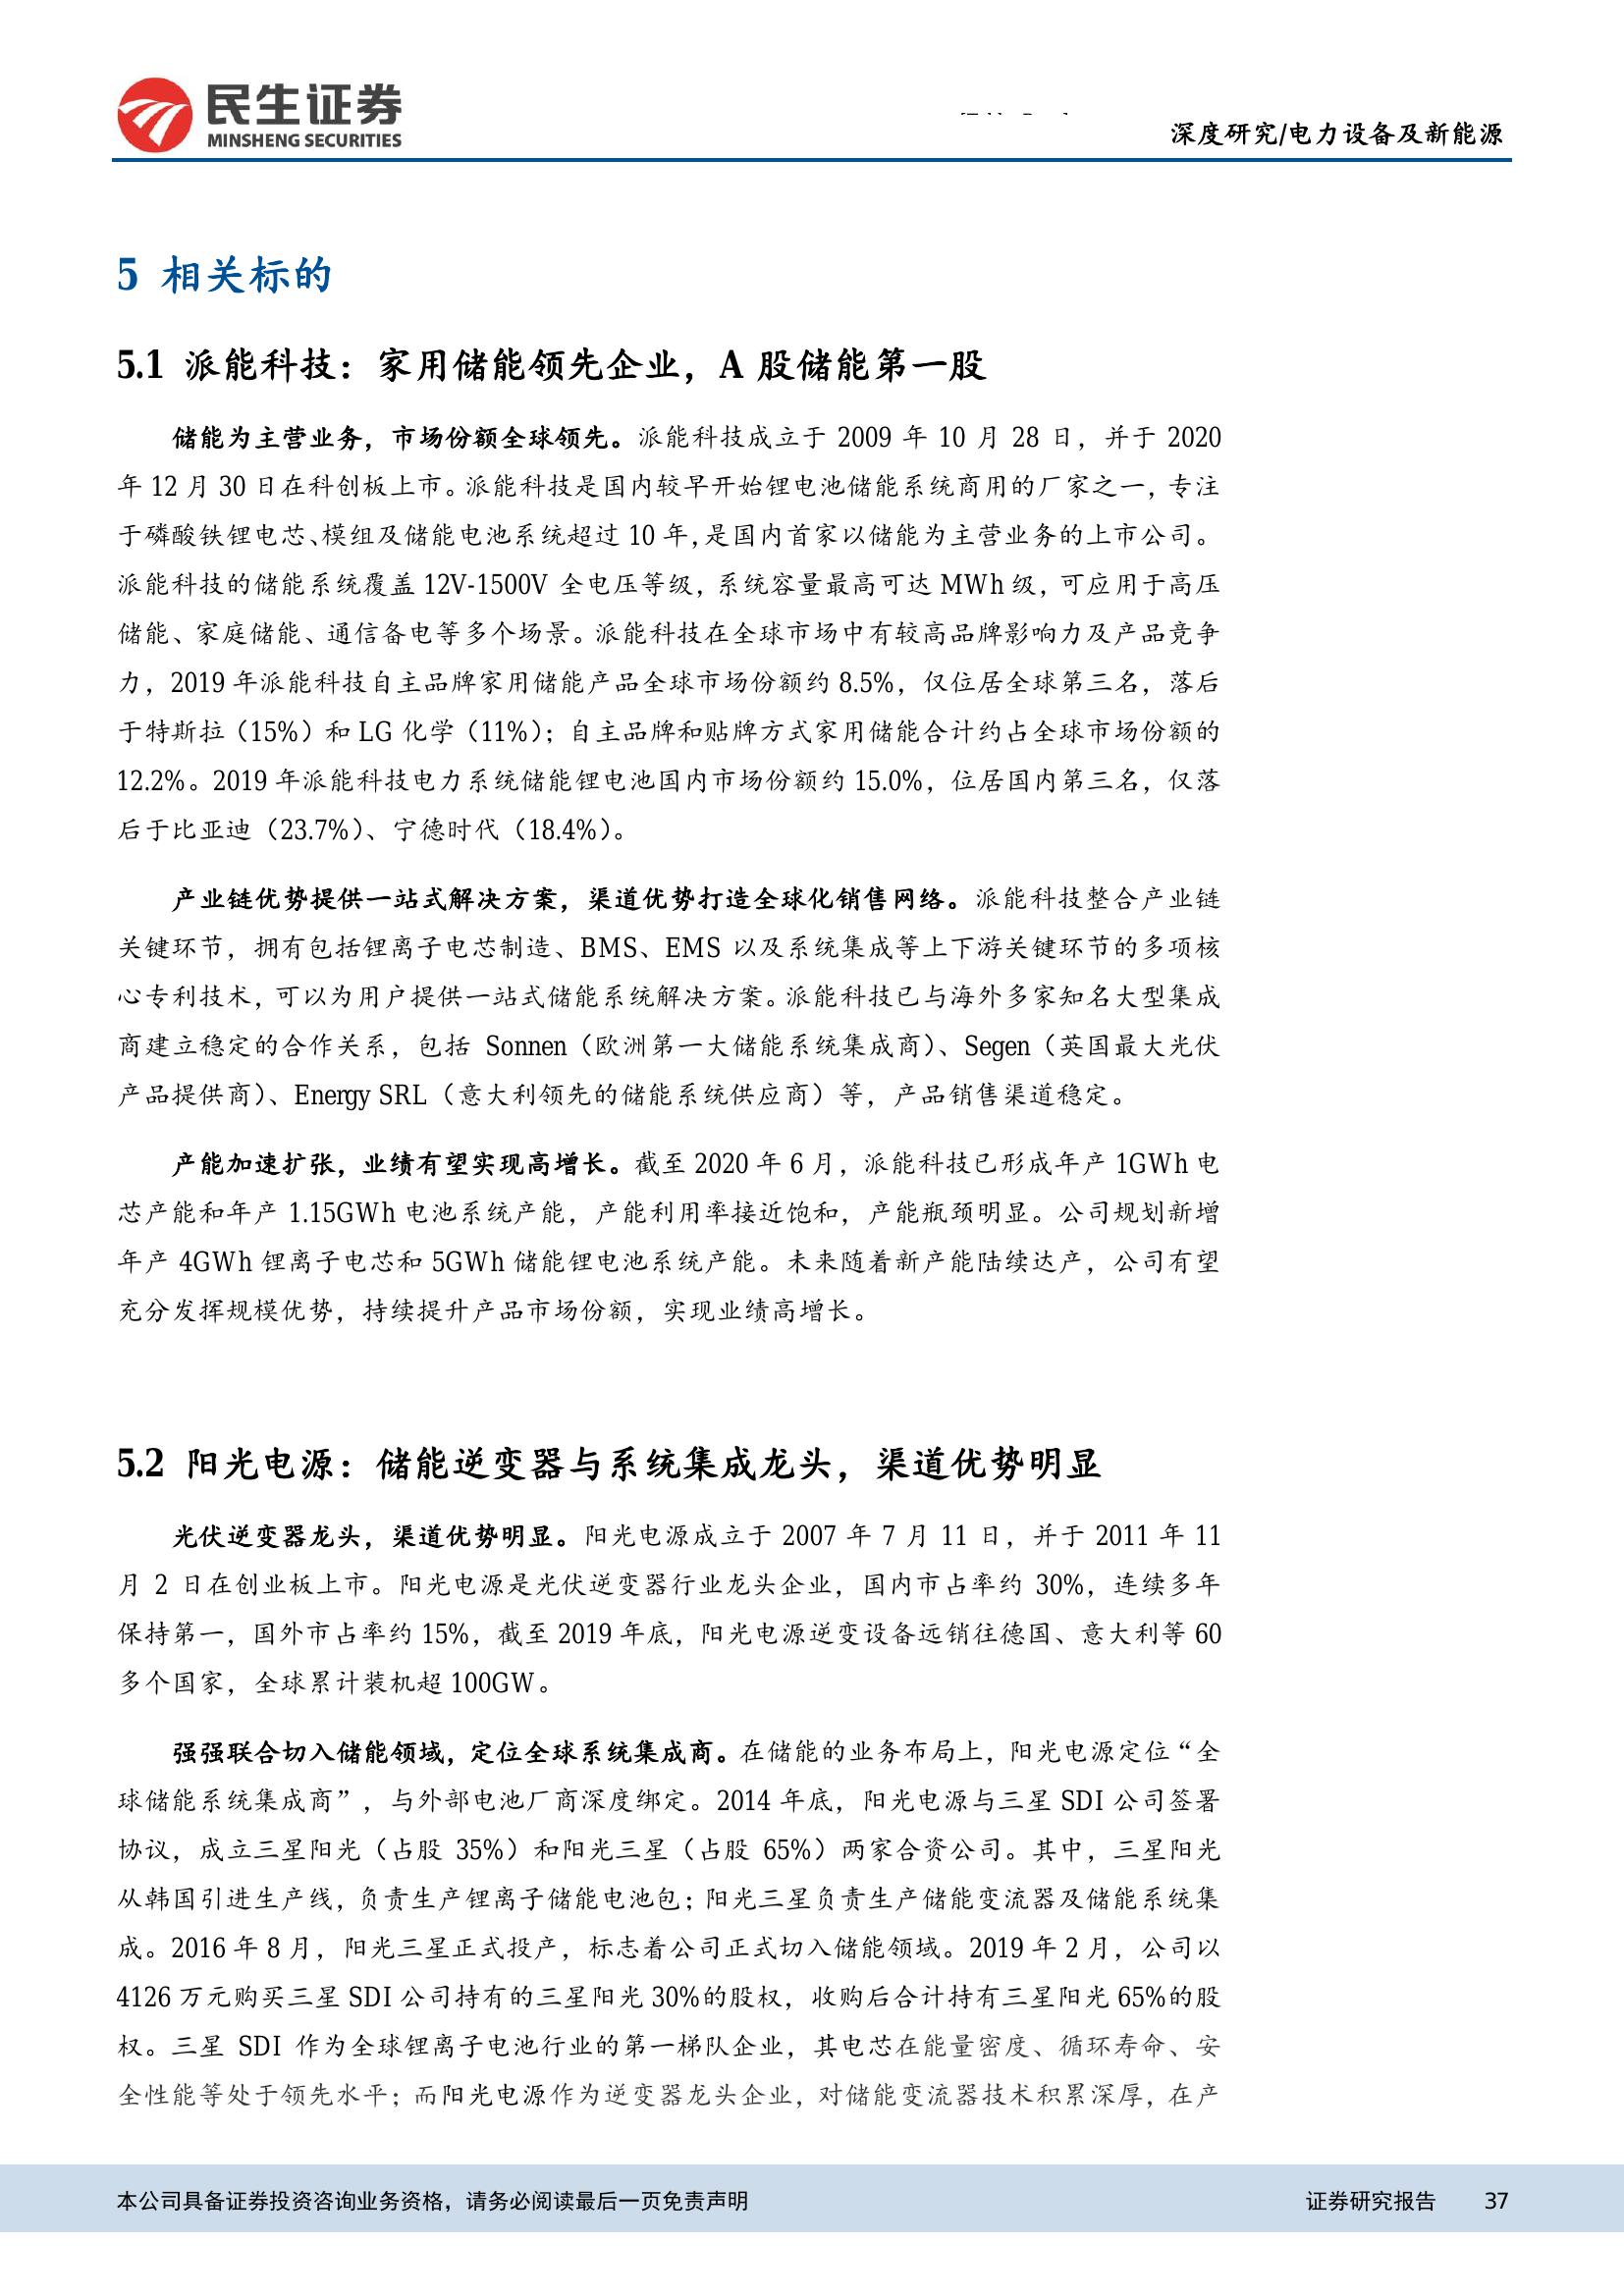 民生证券
MINSHENG SECURITIES
深度研究/电力设备及新能源
5 相关标的
5.1 派能科技：家用储能领先企业，A 股储能第一股
储能为主营业务，市场份额全球领先。派能科技成立于 2009 年 10 月 28 日，并于 2020
年 12 月 30 日在科创板上市。派能科技是国内较早开始锂电池储能系统商用的厂家之一，专注
于磷酸铁锂电芯、模组及储能电池系统超过 10 年，是国内首家以储能为主营业务的上市公司。
派能科技的储能系统覆盖 12V-1500V 全电压等级，系统容量最高可达 MWh 级，可应用于高压
储能、家庭储能、通信备电等多个场景。派能科技在全球市场中有较高品牌影响力及产品竞争
力，2019 年派能科技自主品牌家用储能产品全球市场份额约 8.5%，仅位居全球第三名，落后
于特斯拉（15%）和 LG 化学（11%）；自主品牌和贴牌方式家用储能合计约占全球市场份额的
12.2%。2019 年派能科技电力系统储能锂电池国内市场份额约 15.0%，位居国内第三名，仅落
后于比亚迪（23.7%）、宁德时代（18.4%）。
产业链优势提供一站式解决方案，渠道优势打造全球化销售网络。派能科技整合产业链
关键环节，拥有包括锂离子电芯制造、BMS、EMS 以及系统集成等上下游关键环节的多项核
心专利技术，可以为用户提供一站式储能系统解决方案。派能科技已与海外多家知名大型集成
商建立稳定的合作关系，包括 Sonnen（欧洲第一大储能系统集成商）、Segen（英国最大光伏
产品提供商）、Energy SRL（意大利领先的储能系统供应商）等，产品销售渠道稳定。
产能加速扩张，业绩有望实现高增长。截至 2020 年 6 月，派能科技已形成年产 1GWh 电
芯产能和年产 1.15GWh 电池系统产能，产能利用率接近饱和，产能瓶颈明显。公司规划新增
年产 4GWh 锂离子电芯和 5GWh 储能锂电池系统产能。未来随着新产能陆续达产，公司有望
充分发挥规模优势，持续提升产品市场份额，实现业绩高增长。
5.2 阳光电源：储能逆变器与系统集成龙头，渠道优势明显
光伏逆变器龙头，渠道优势明显。阳光电源成立于 2007 年 7 月 11 日，并于 2011 年 11
月 2 日在创业板上市。阳光电源是光伏逆变器行业龙头企业，国内市占率约 30%，连续多年
保持第一，国外市占率约 15%，截至 2019 年底，阳光电源逆变设备远销往德国、意大利等 60
多个国家，全球累计装机超 100GW。
强强联合切入储能领域，定位全球系统集成商。在储能的业务布局上，阳光电源定位“全
球储能系统集成商”，与外部电池厂商深度绑定。2014 年底，阳光电源与三星 SDI 公司签署
协议，成立三星阳光（占股 35%）和阳光三星（占股 65%）两家合资公司。其中，三星阳光
从韩国引进生产线，负责生产锂离子储能电池包；阳光三星负责生产储能变流器及储能系统集
成。2016 年 8 月，阳光三星正式投产，标志着公司正式切入储能领域。2019 年 2 月，公司以
4126 万元购买三星 SDI 公司持有的三星阳光 30%的股权，收购后合计持有三星阳光 65%的股
权。三星 SDI 作为全球锂离子电池行业的第一梯队企业，其电芯在能量密度、循环寿命、安
全性能等处于领先水平；而阳光电源作为逆变器龙头企业，对储能变流器技术积累深厚，在产
本公司具备证券投资咨询业务资格，请务必阅读最后一页免责声明
证券研究报告 37